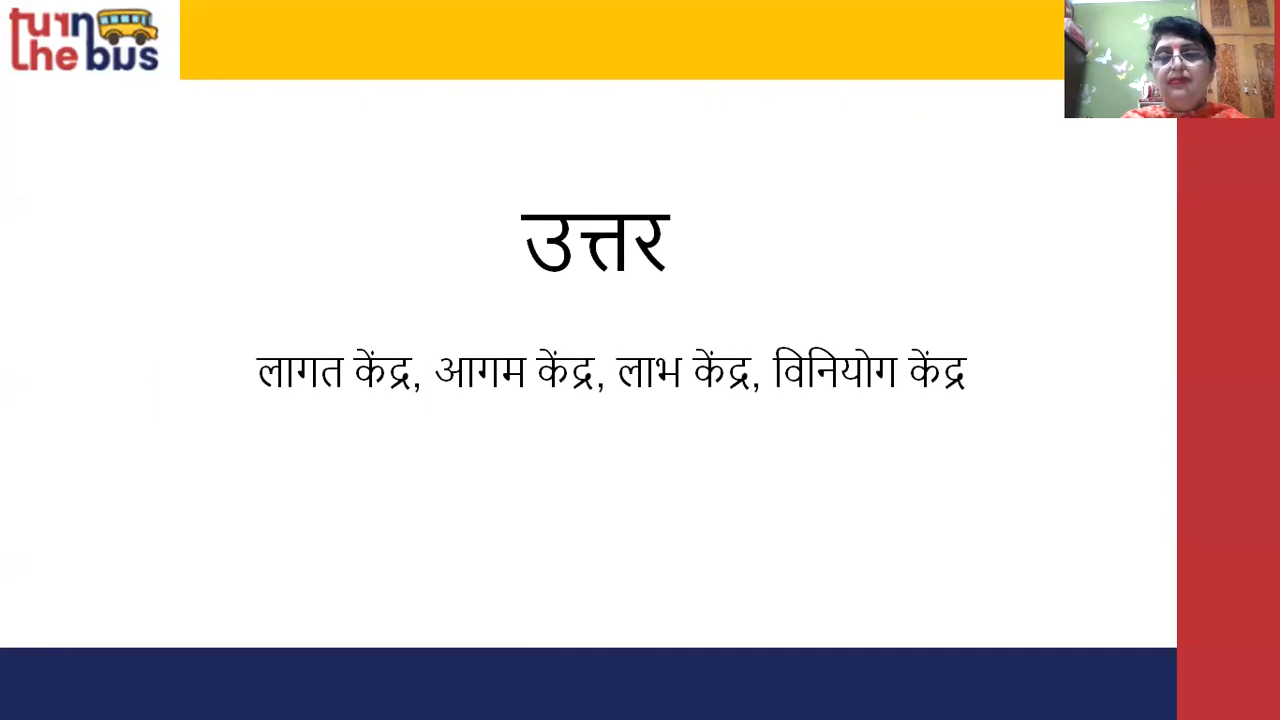 turn
the bus
उत्तर
लागत केंद्र, आगम केंद्र, लाभ केंद्र, विनियोग केंद्र